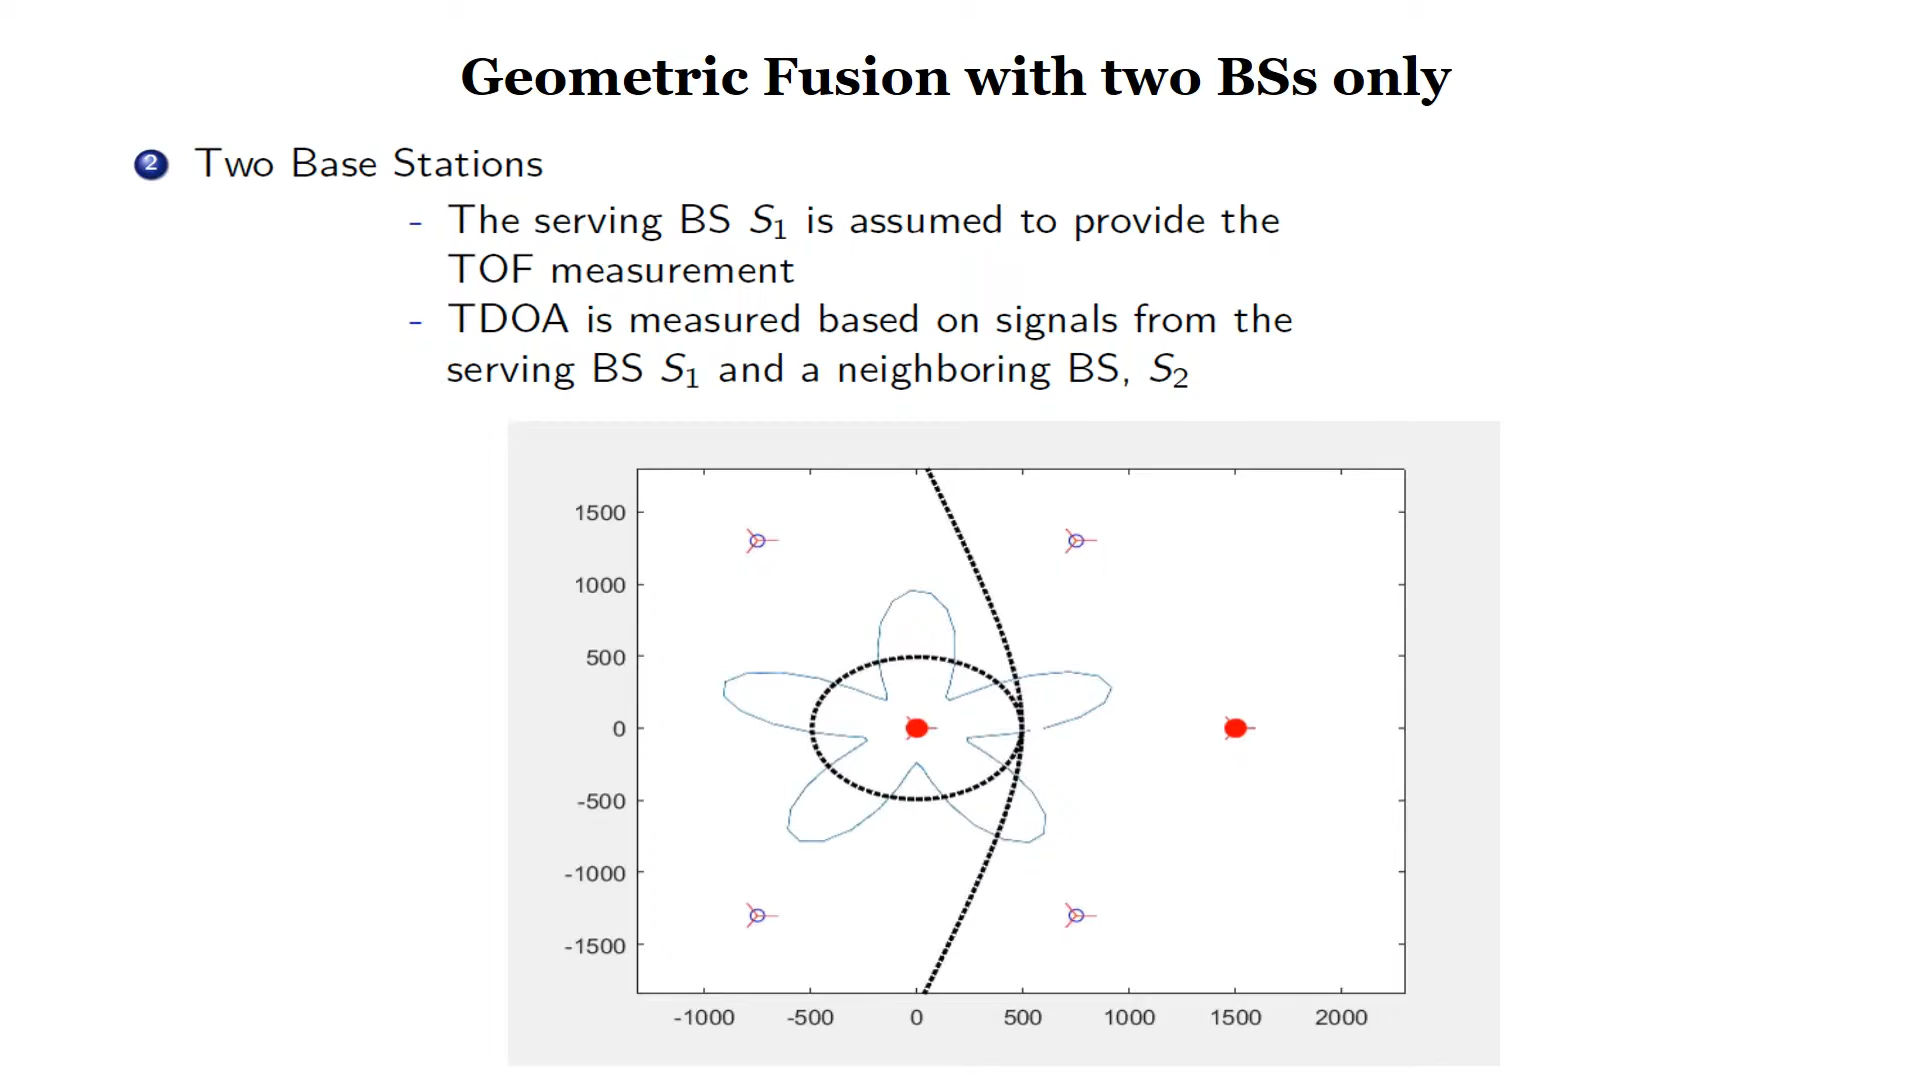 Geometric Fusion with two BSs only
2 Two Base Stations
- The serving BS S₁ is assumed to provide the
TOF measurement
- TDOA is measured based on signals from the
serving BS S₁ and a neighboring BS, S₂
1500
1000
500
0
-500
-1000
-1500
-1000 -500 0 500 1000 1500 2000